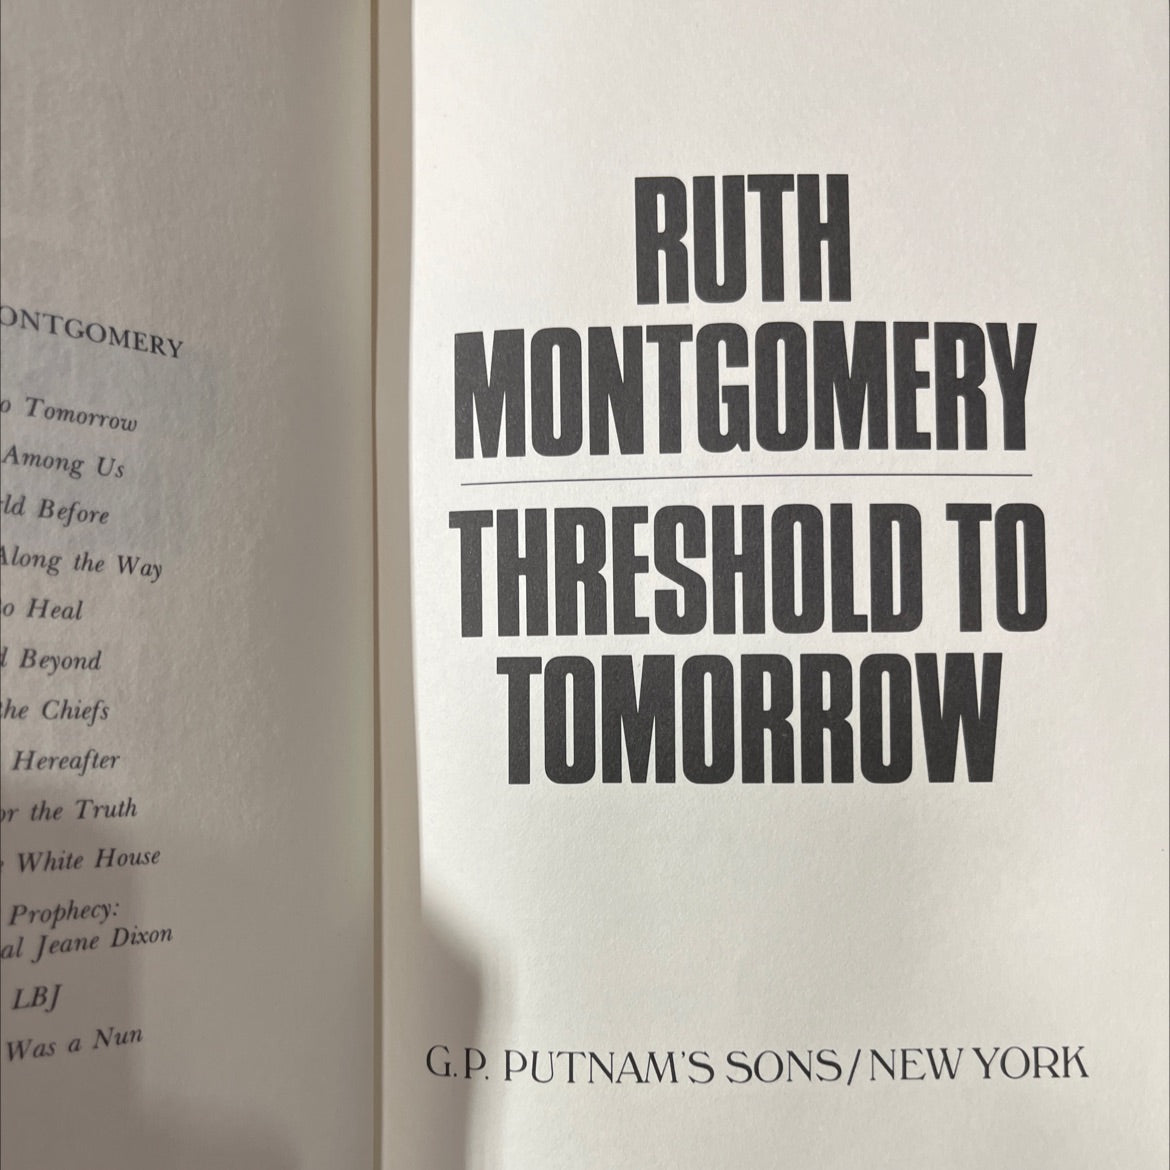 ONTGOMERY
o Tomorrow
Among Us
ld Before
Along the Way
o Heal
Beyond
the Chiefs
Hereafter
or the Truth
White House
Prophecy:
al Jeane Dixon
LBJ
Was a Nun
RUTH
MONTGOMERY
THRESHOLD TO
TOMORROW
G.P. PUTNAM'S SONS/NEW YORK